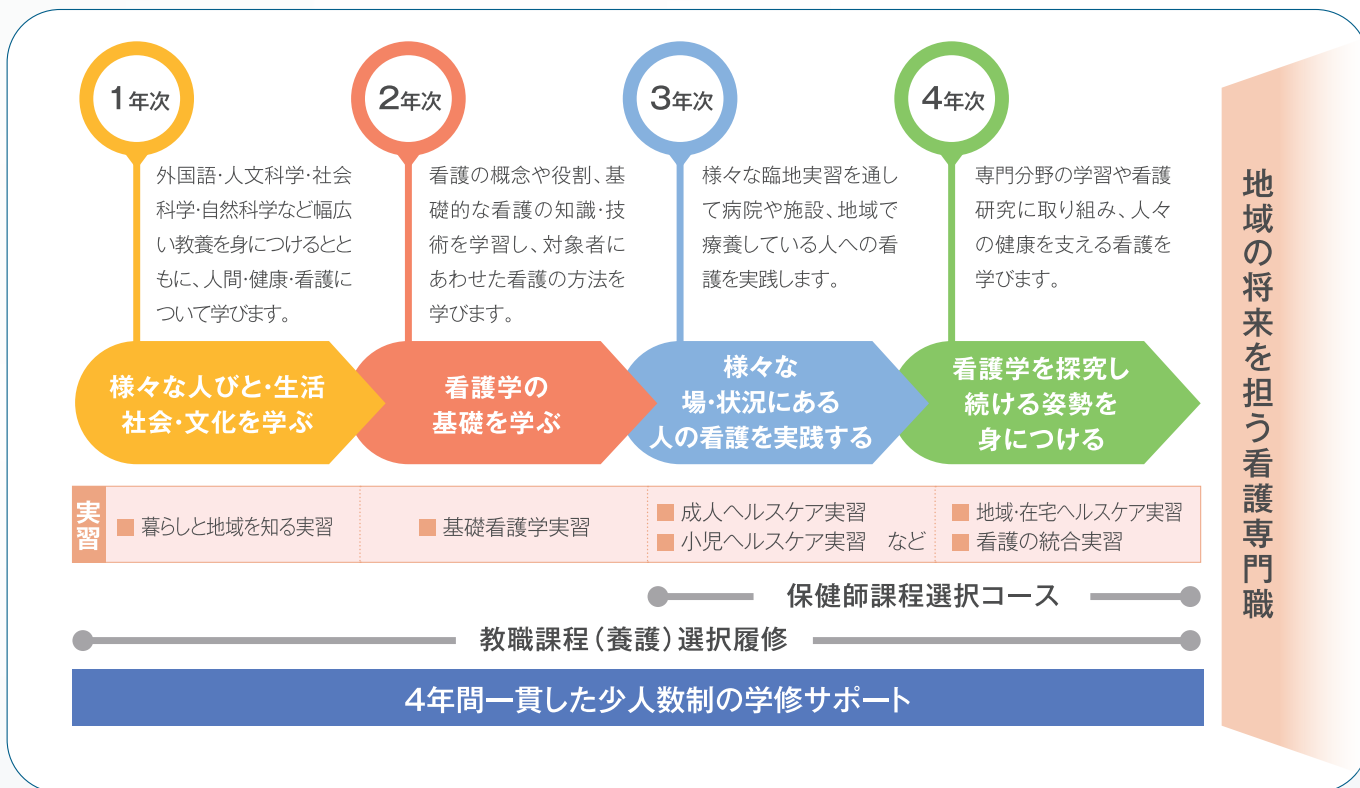 1年次
外国語・人文科学・社会
科学・自然科学など幅広
い教養を身につけるとと
もに、人間・健康・看護に
ついて学びます。
様々な人びと・生活
社会・文化を学ぶ
2年次
看護の概念や役割、基
礎的な看護の知識・技
術を学習し、対象者に
あわせた看護の方法を
学びます。
看護学の
基礎を学ぶ
3年次
様々な臨地実習を通し
て病院や施設、地域で
療養している人への看
護を実践します。
様々な
場・状況にある
人の看護を実践する
4年次
専門分野の学習や看護
研究に取り組み、人々
の健康を支える看護を
学びます。
看護学を探究し
続ける姿勢を
身につける
実習
暮らしと地域を知る実習
基礎看護学実習
成人ヘルスケア実習
小児ヘルスケア実習　など
地域・在宅ヘルスケア実習
看護の統合実習
保健師課程選択コース
教職課程（養護）選択履修
4年間一貫した少人数制の学修サポート
地域の将来を担う看護専門職